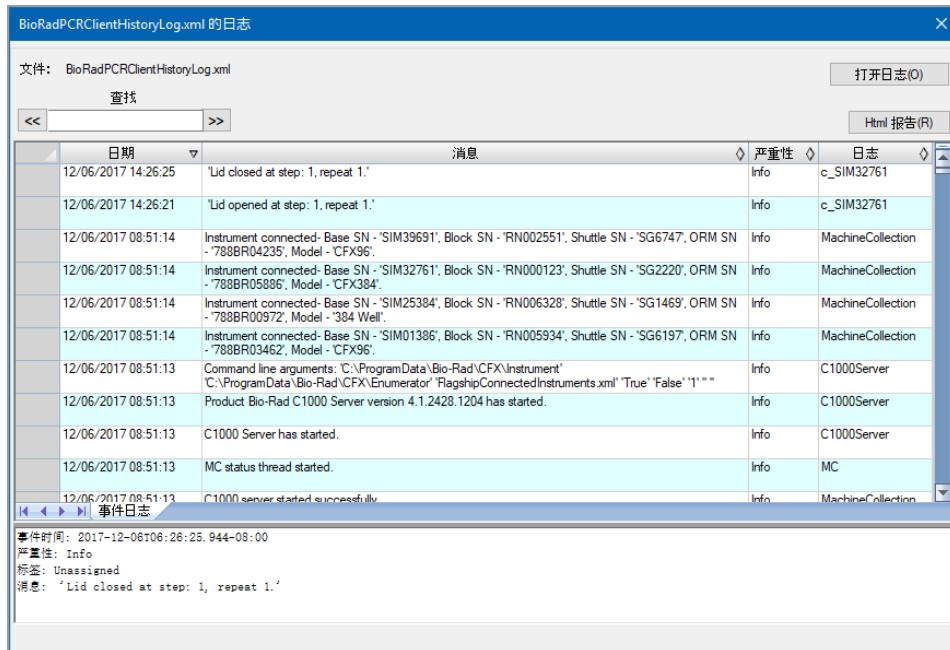 BioRadPCRClientHistoryLog.xml 的日志
文件： BioRadPCRClientHistoryLog.xml
打开日志(O)
查找
<< >>
Html 报告(R)
日期 消息 严重性 日志
12/06/2017 14:26:25 'Lid closed at step: 1, repeat 1.' Info c_SIM32761
12/06/2017 14:26:21 'Lid opened at step: 1, repeat 1.' Info c_SIM32761
12/06/2017 08:51:14 Instrument connected- Base SN - 'SIM39691', Block SN - 'RN002551', Shuttle SN - 'SG6747', ORM SN Info MachineCollection
- '788BR04235', Model - 'CFX96'.
12/06/2017 08:51:14 Instrument connected- Base SN - 'SIM32761', Block SN - 'RN000123', Shuttle SN - 'SG2220', ORM SN Info MachineCollection
- '788BR05886', Model - 'CFX384'.
12/06/2017 08:51:14 Instrument connected- Base SN - 'SIM25384', Block SN - 'RN006328', Shuttle SN - 'SG1469', ORM SN Info MachineCollection
- '788BR00972', Model - '384 Well'.
12/06/2017 08:51:14 Instrument connected- Base SN - 'SIM01386', Block SN - 'RN005934', Shuttle SN - 'SG6197', ORM SN Info MachineCollection
- '788BR03462', Model - 'CFX96'.
12/06/2017 08:51:13 Command line arguments: 'C:\ProgramData\Bio-Rad\CFX\Instrument' Info C1000Server
'C:\ProgramData\Bio-Rad\CFX\Enumerator' 'FlagshipConnectedInstruments.xml' 'True' 'False' '1' '' ''
12/06/2017 08:51:13 Product Bio-Rad C1000 Server version 4.1.2428.1204 has started. Info C1000Server
12/06/2017 08:51:13 C1000 Server has started. Info C1000Server
12/06/2017 08:51:13 MC status thread started. Info MC
12/06/2017 08:51:13 C1000 server started successfully Info MachineCollection
事件日志
事件时间: 2017-12-06T06:26:25.944-08:00
严重性: Info
标签: Unassigned
消息: 'Lid closed at step: 1, repeat 1.'